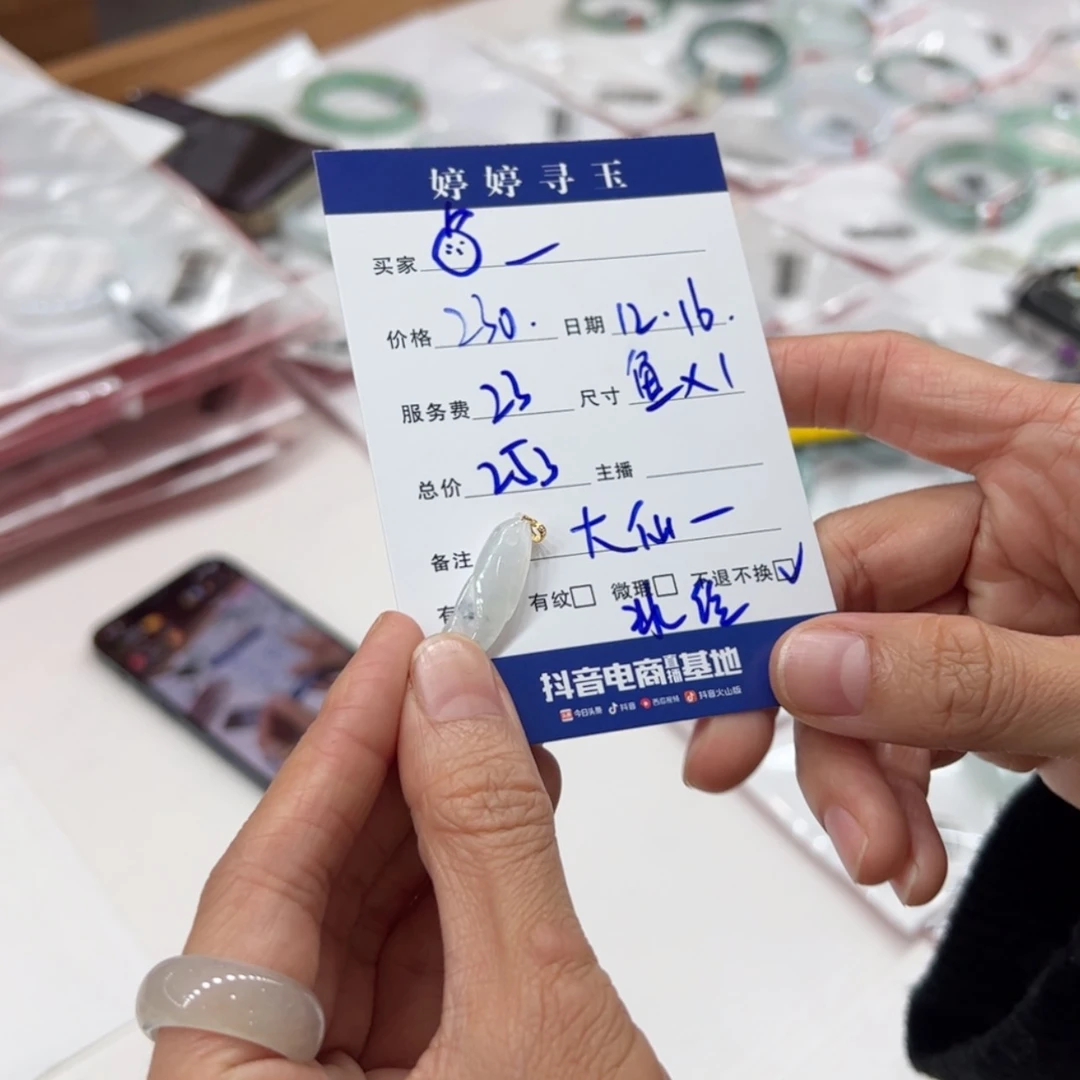 婷婷寻玉
买家 一
价格 230. 日期 12.16.
服务费 23 尺寸 鱼×1
总价 253 主播
备注 大仙一
有 有纹 微瑕 不退不换 ✓
抖音电商直播基地
今日头条 抖音 西瓜视频 抖音火山版